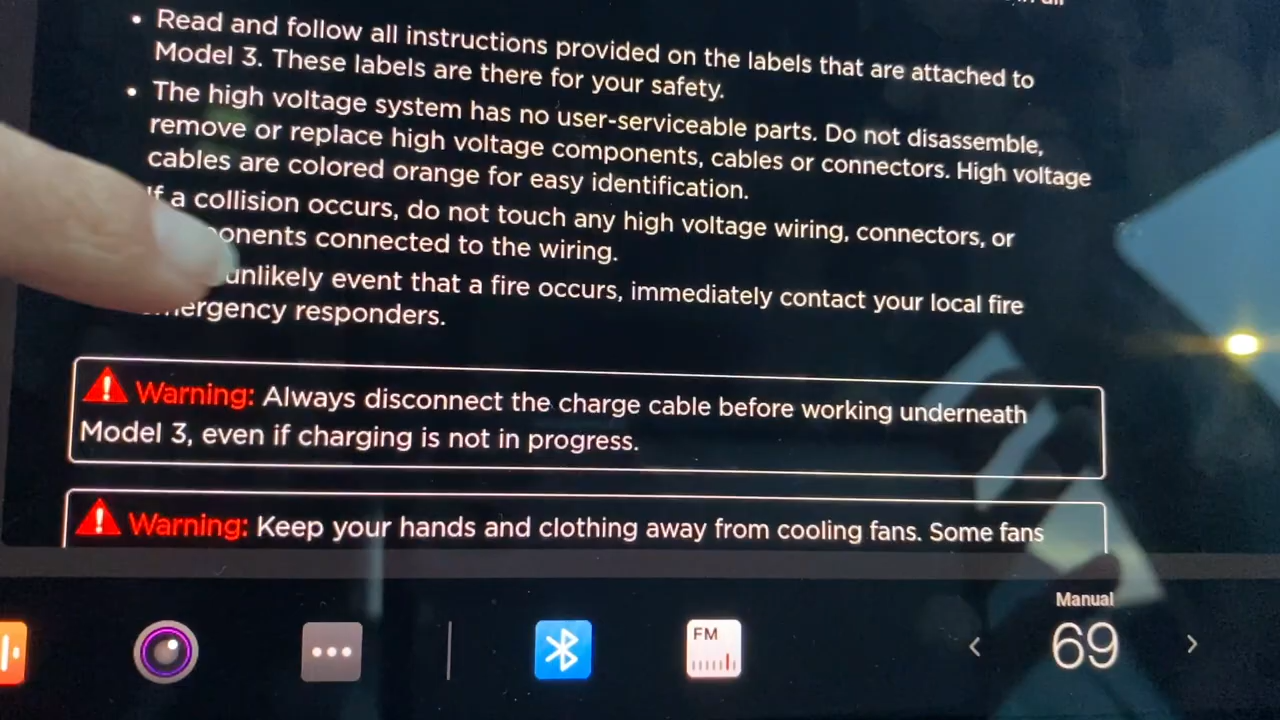 • Read and follow all instructions provided on the labels that are attached to
Model 3. These labels are there for your safety.
• The high voltage system has no user-serviceable parts. Do not disassemble,
remove or replace high voltage components, cables or connectors. High voltage
cables are colored orange for easy identification.
If a collision occurs, do not touch any high voltage wiring, connectors, or
onents connected to the wiring.
unlikely event that a fire occurs, immediately contact your local fire
ergency responders.
Warning: Always disconnect the charge cable before working underneath
Model 3, even if charging is not in progress.
Warning: Keep your hands and clothing away from cooling fans. Some fans
Manual
FM
69